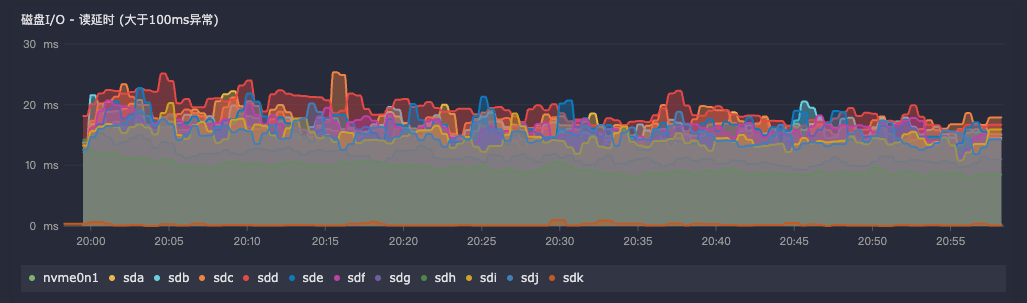 磁盘I/O - 读延时 (大于100ms异常)
30 ms
20 ms
10 ms
0 ms
20:00 20:05 20:10 20:15 20:20 20:25 20:30 20:35 20:40 20:45 20:50 20:55
nvme0n1 sda sdb sdc sdd sde sdf sdg sdh sdi sdj sdk